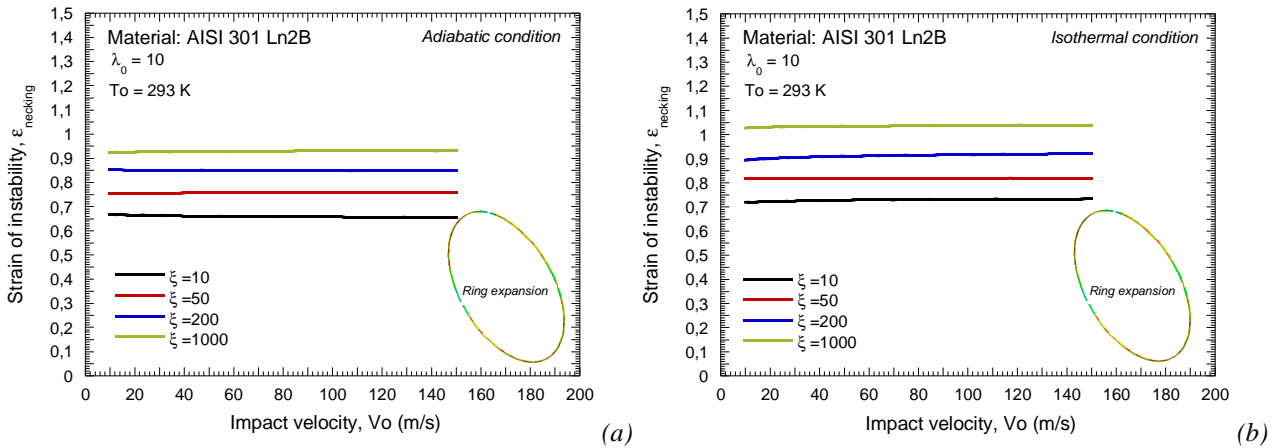 Material: AISI 301 Ln2B
Adiabatic condition
λ0 = 10
To = 293 K
Strain of instability, εnecking
1,5
1,4
1,3
1,2
1,1
1
0,9
0,8
0,7
0,6
0,5
0,4
0,3
0,2
0,1
0
ξ =10
ξ =50
ξ =200
ξ =1000
Ring expansion
0 20 40 60 80 100 120 140 160 180 200
Impact velocity, Vo (m/s)
(a)
Material: AISI 301 Ln2B
Isothermal condition
λ0 = 10
To = 293 K
Strain of instability, εnecking
1,5
1,4
1,3
1,2
1,1
1
0,9
0,8
0,7
0,6
0,5
0,4
0,3
0,2
0,1
0
ξ =10
ξ =50
ξ =200
ξ =1000
Ring expansion
0 20 40 60 80 100 120 140 160 180 200
Impact velocity, Vo (m/s)
(b)